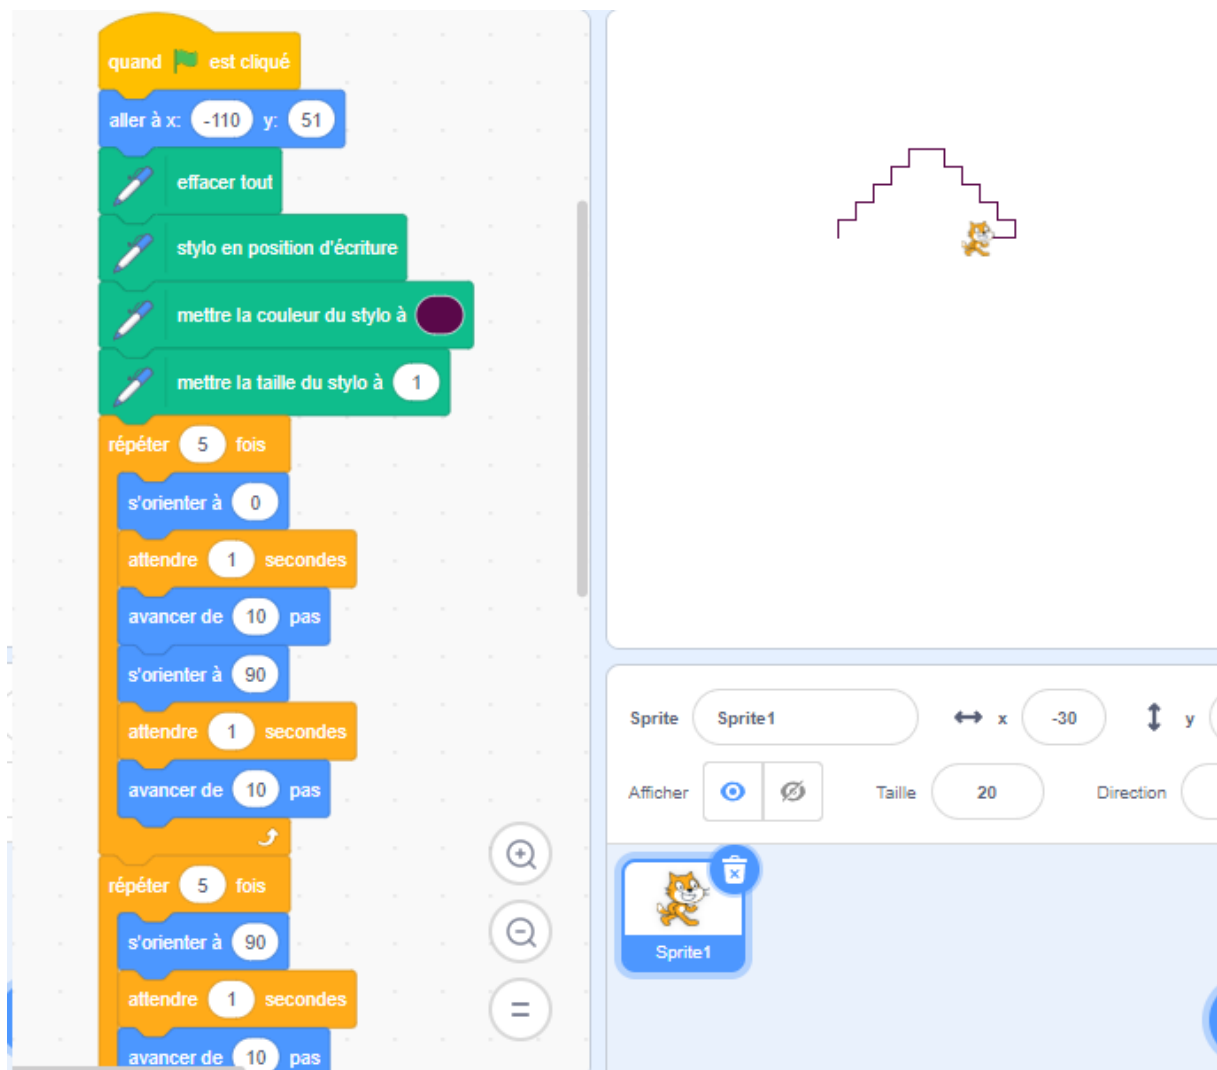 quand est cliqué
aller à x: -110 y: 51
effacer tout
stylo en position d'écriture
mettre la couleur du stylo à
mettre la taille du stylo à 1
répéter 5 fois
s'orienter à 0
attendre 1 secondes
avancer de 10 pas
s'orienter à 90
attendre 1 secondes
avancer de 10 pas
répéter 5 fois
s'orienter à 90
attendre 1 secondes
avancer de 10 pas
Sprite Sprite1 x -30 y
Afficher Taille 20 Direction
Sprite1